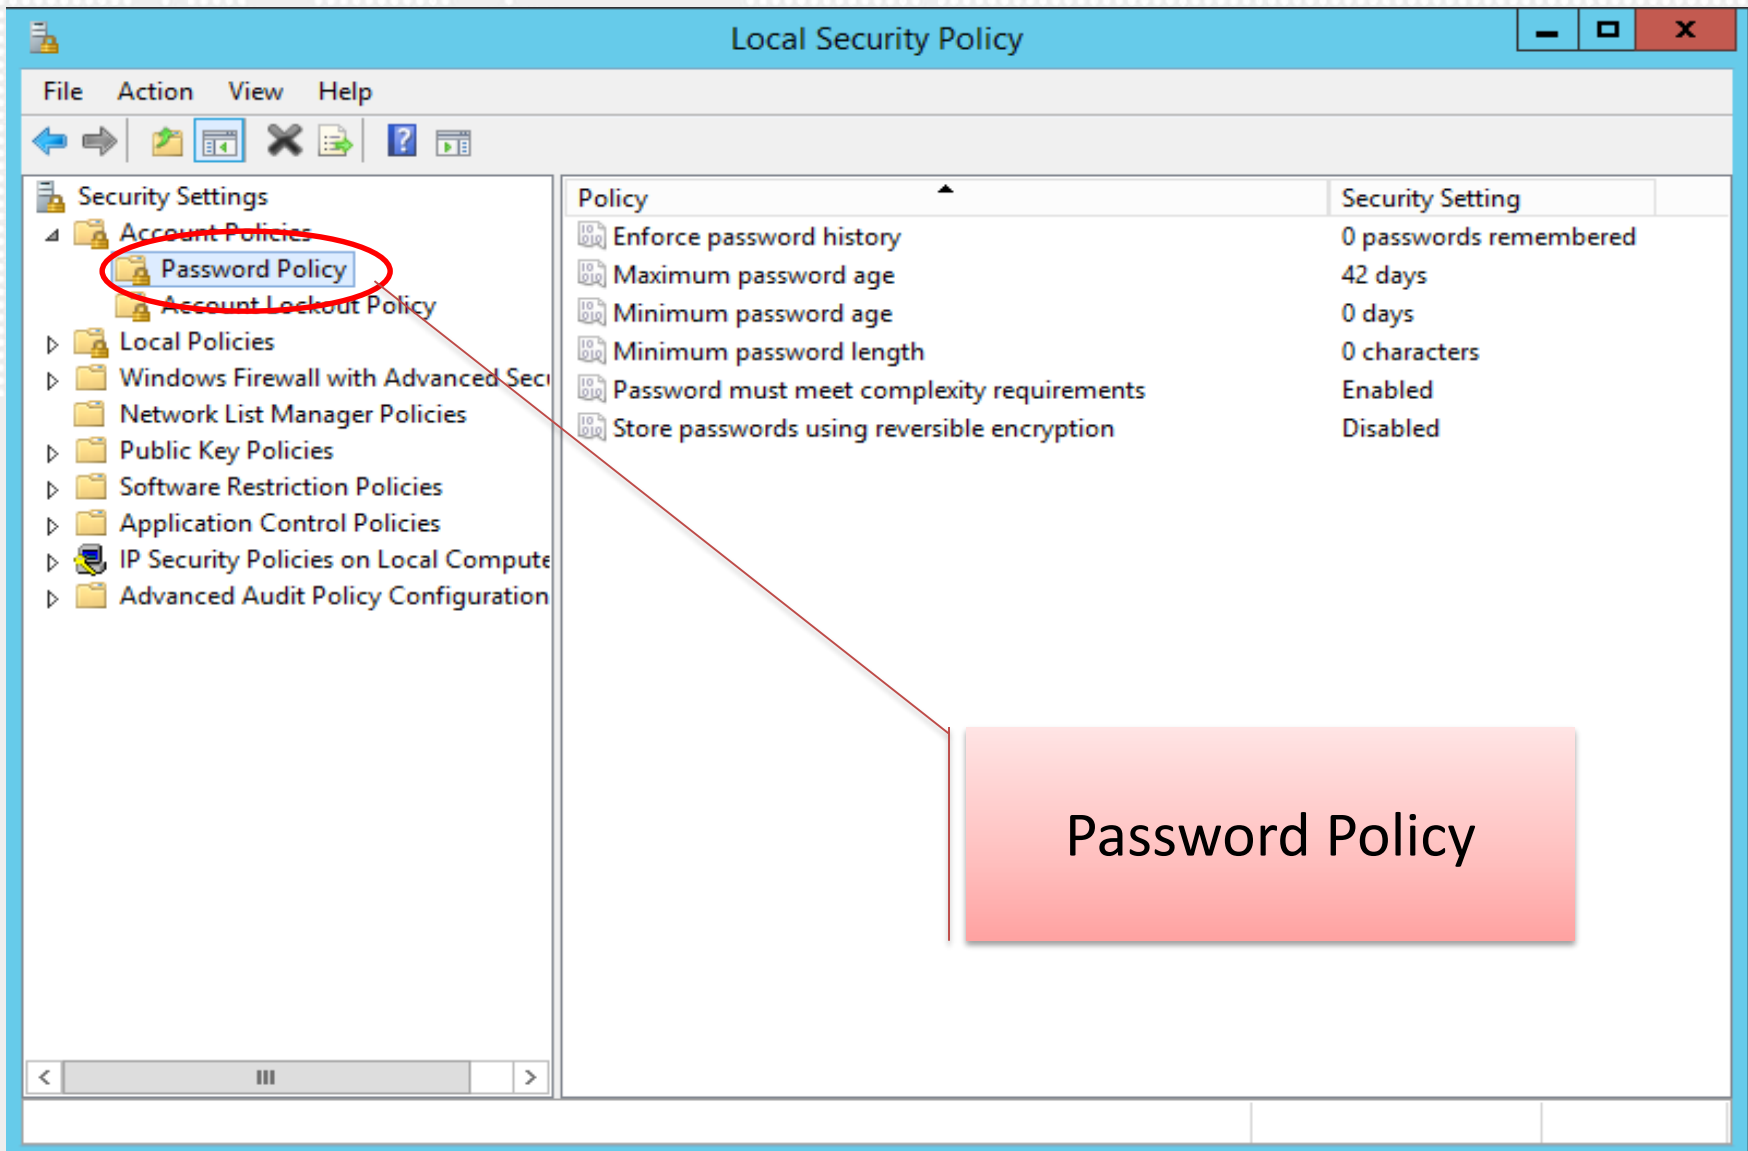 Local Security Policy
File Action View Help
Security Settings
Account Policies
Password Policy
Account Lockout Policy
Local Policies
Windows Firewall with Advanced Secu
Network List Manager Policies
Public Key Policies
Software Restriction Policies
Application Control Policies
IP Security Policies on Local Compute
Advanced Audit Policy Configuration
Policy Security Setting
Enforce password history 0 passwords remembered
Maximum password age 42 days
Minimum password age 0 days
Minimum password length 0 characters
Password must meet complexity requirements Enabled
Store passwords using reversible encryption Disabled
Password Policy